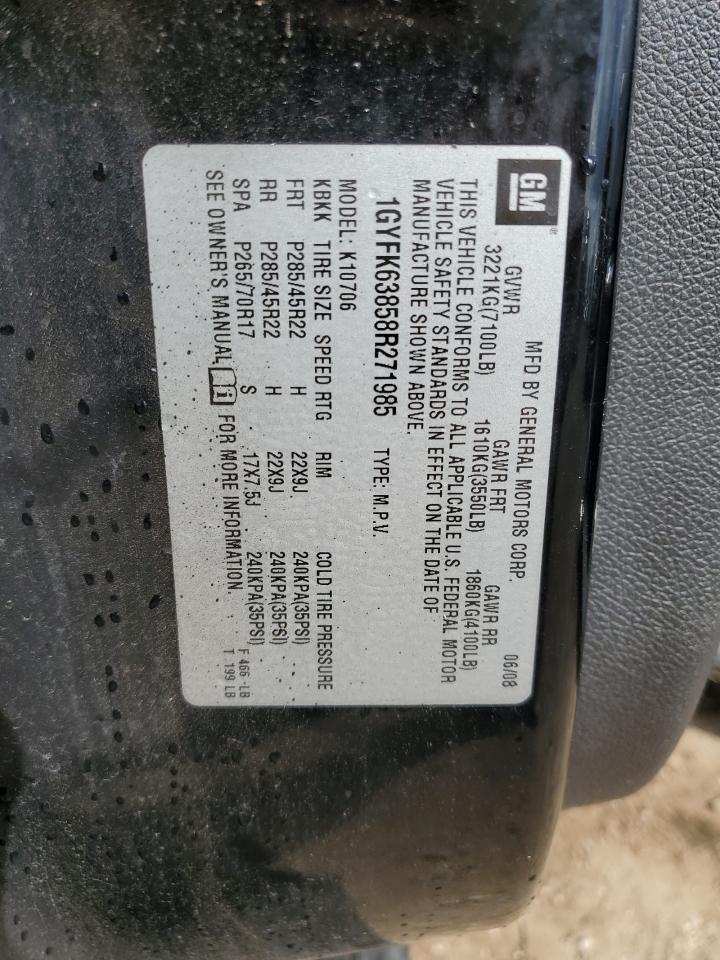 GM
MFD BY GENERAL MOTORS CORP. 06/08
GVWR GAWR FRT GAWR RR
3221KG(7100LB) 1610KG(3550LB) 1860KG(4100LB)
THIS VEHICLE CONFORMS TO ALL APPLICABLE U.S. FEDERAL MOTOR
VEHICLE SAFETY STANDARDS IN EFFECT ON THE DATE OF
MANUFACTURE SHOWN ABOVE.
1GYFK63858R271985 TYPE: M.P.V.
MODEL: K10706
KBKK TIRE SIZE SPEED RTG RIM COLD TIRE PRESSURE
FRT P285/45R22 H 22X9J 240KPA(35PSI)
RR P285/45R22 H 22X9J 240KPA(35PSI)
SPA P265/70R17 S 17X7.5J 240KPA(35PSI)
SEE OWNER'S MANUAL FOR MORE INFORMATION.
F 466 LB
T 199 LB